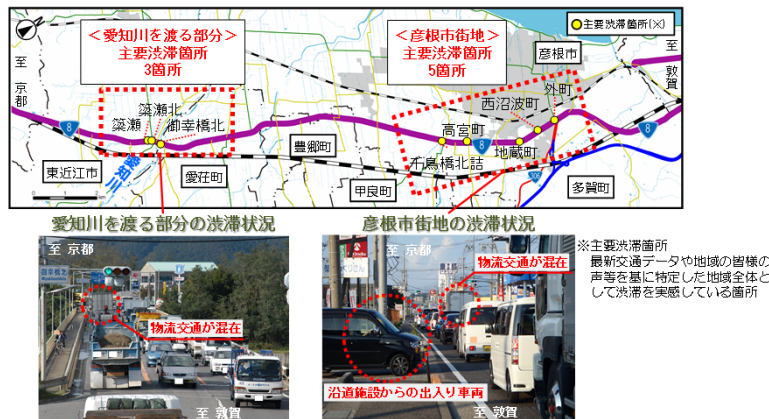 <愛知川を渡る部分>
主要渋滞箇所
3箇所
<彦根市街地>
主要渋滞箇所
5箇所
主要渋滞箇所(※)
至 京都
至 敦賀
彦根市
外町
西沼波町
高宮町
地蔵町
千鳥橋北詰
簗瀬北
簗瀬
御幸橋北
8
8
8
306
豊郷町
愛荘町
甲良町
多賀町
東近江市
愛知川
愛知川を渡る部分の渋滞状況
彦根市街地の渋滞状況
至 京都
御幸橋北
物流交通が混在
至 敦賀
至 京都
物流交通が混在
沿道施設からの出入り車両
至 敦賀
※主要渋滞箇所
最新交通データや地域の皆様の
声等を基に特定した地域全体と
して渋滞を実感している箇所